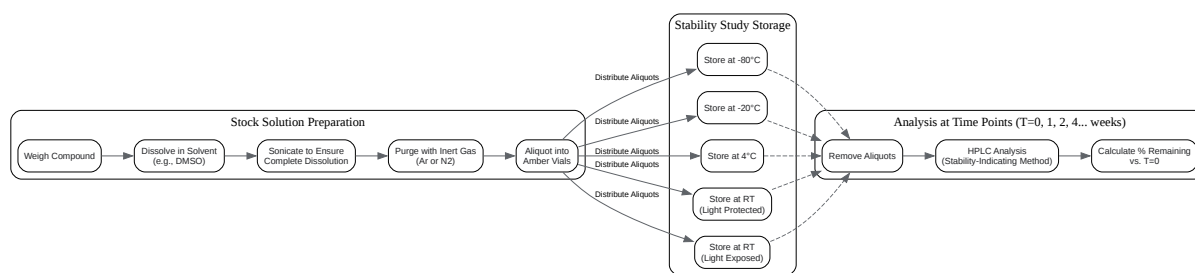 Stock Solution Preparation
Weigh Compound
Dissolve in Solvent
(e.g., DMSO)
Sonicate to Ensure
Complete Dissolution
Purge with Inert Gas
(Ar or N2)
Aliquot into
Amber Vials
Distribute Aliquots
Distribute Aliquots
Distribute Aliquots
Distribute Aliquots
Distribute Aliquots
Stability Study Storage
Store at -80°C
Store at -20°C
Store at 4°C
Store at RT
(Light Protected)
Store at RT
(Light Exposed)
Analysis at Time Points (T=0, 1, 2, 4... weeks)
Remove Aliquots
HPLC Analysis
(Stability-Indicating Method)
Calculate % Remaining
vs. T=0